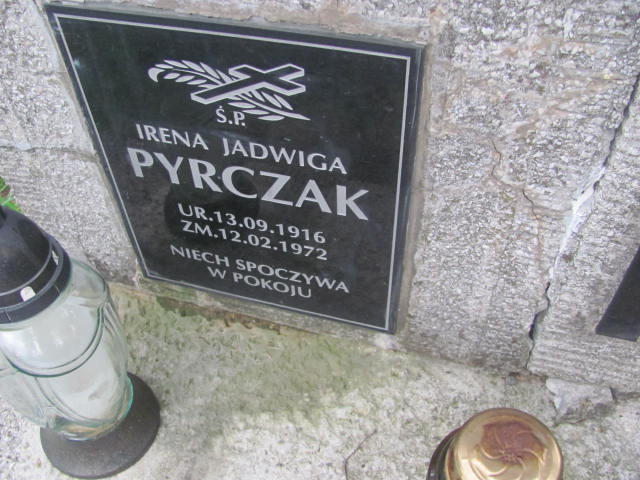 Ś.P.
IRENA JADWIGA
PYRCZAK
UR.13.09.1916
ZM.12.02.1972
NIECH SPOCZYWA
W POKOJU